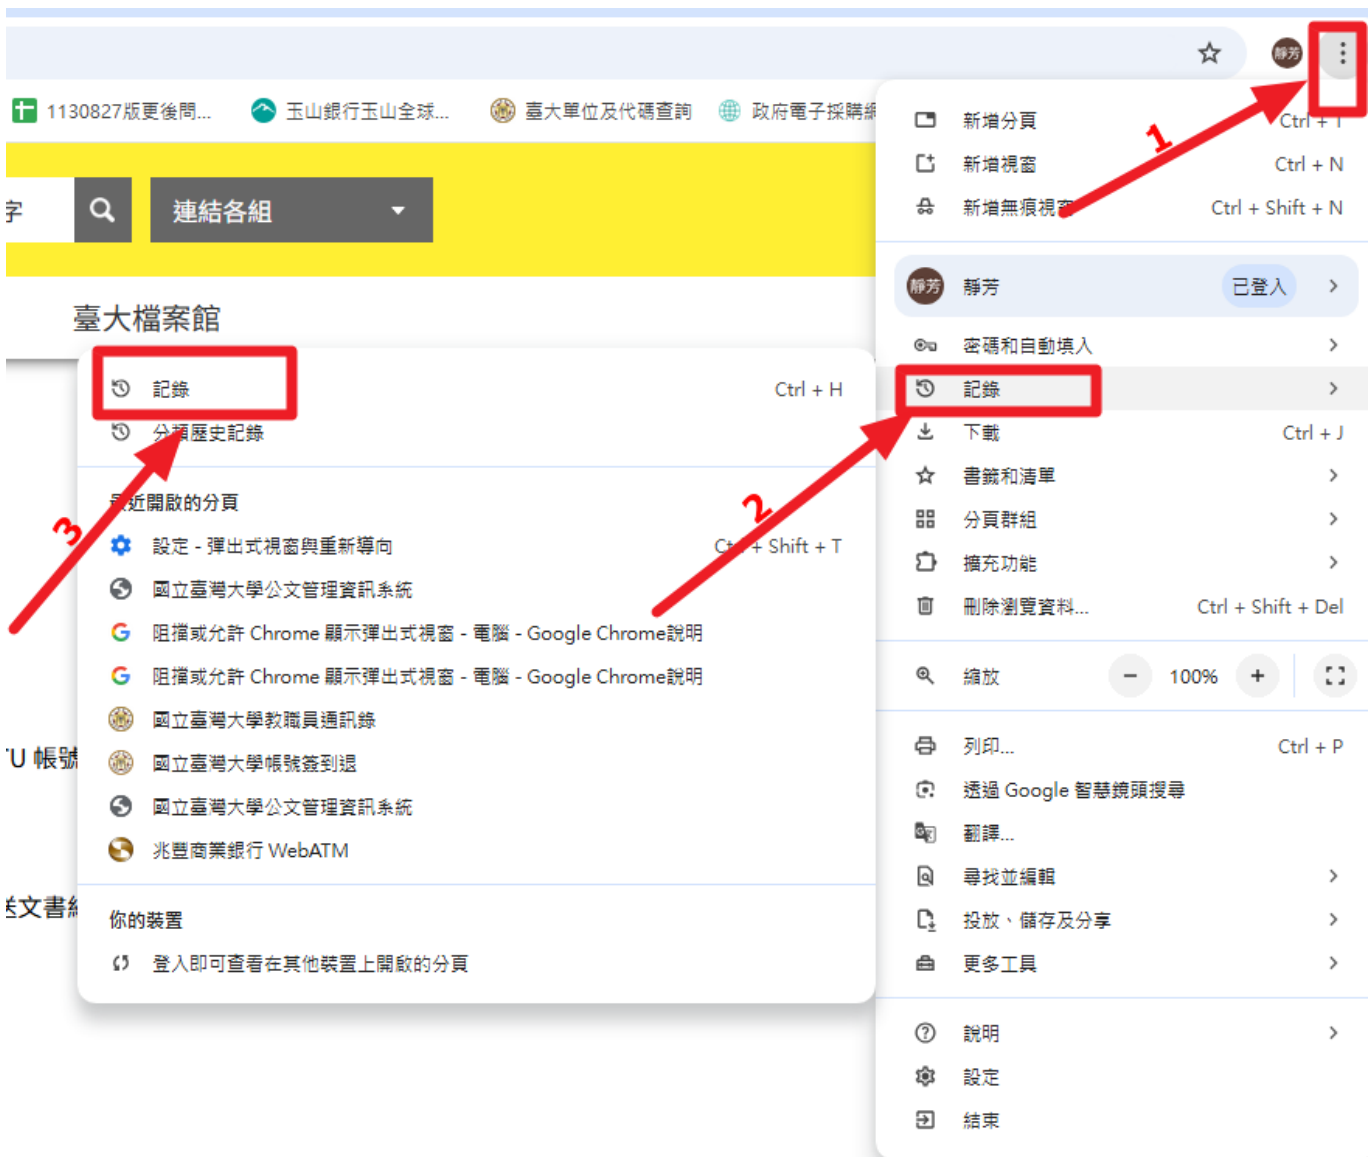 靜芳
1130827版更後問...
玉山銀行玉山全球...
臺大單位及代碼查詢
政府電子採購網
字
連結各組
臺大檔案館
1
新增分頁 Ctrl + T
新增視窗 Ctrl + N
新增無痕視窗 Ctrl + Shift + N
靜芳 靜芳 已登入
密碼和自動填入
記錄
下載 Ctrl + J
書籤和清單
分頁群組
擴充功能
刪除瀏覽資料... Ctrl + Shift + Del
縮放 − 100% +
列印... Ctrl + P
透過 Google 智慧鏡頭搜尋
翻譯...
尋找並編輯
投放、儲存及分享
更多工具
說明
設定
結束
2
記錄 Ctrl + H
分類歷史記錄
3
最近開啟的分頁
設定 - 彈出式視窗與重新導向 Ctrl + Shift + T
國立臺灣大學公文管理資訊系統
阻擋或允許 Chrome 顯示彈出式視窗 - 電腦 - Google Chrome說明
阻擋或允許 Chrome 顯示彈出式視窗 - 電腦 - Google Chrome說明
國立臺灣大學教職員通訊錄
國立臺灣大學帳號簽到退
國立臺灣大學公文管理資訊系統
兆豐商業銀行 WebATM
你的裝置
登入即可查看在其他裝置上開啟的分頁
TU 帳號
送文書